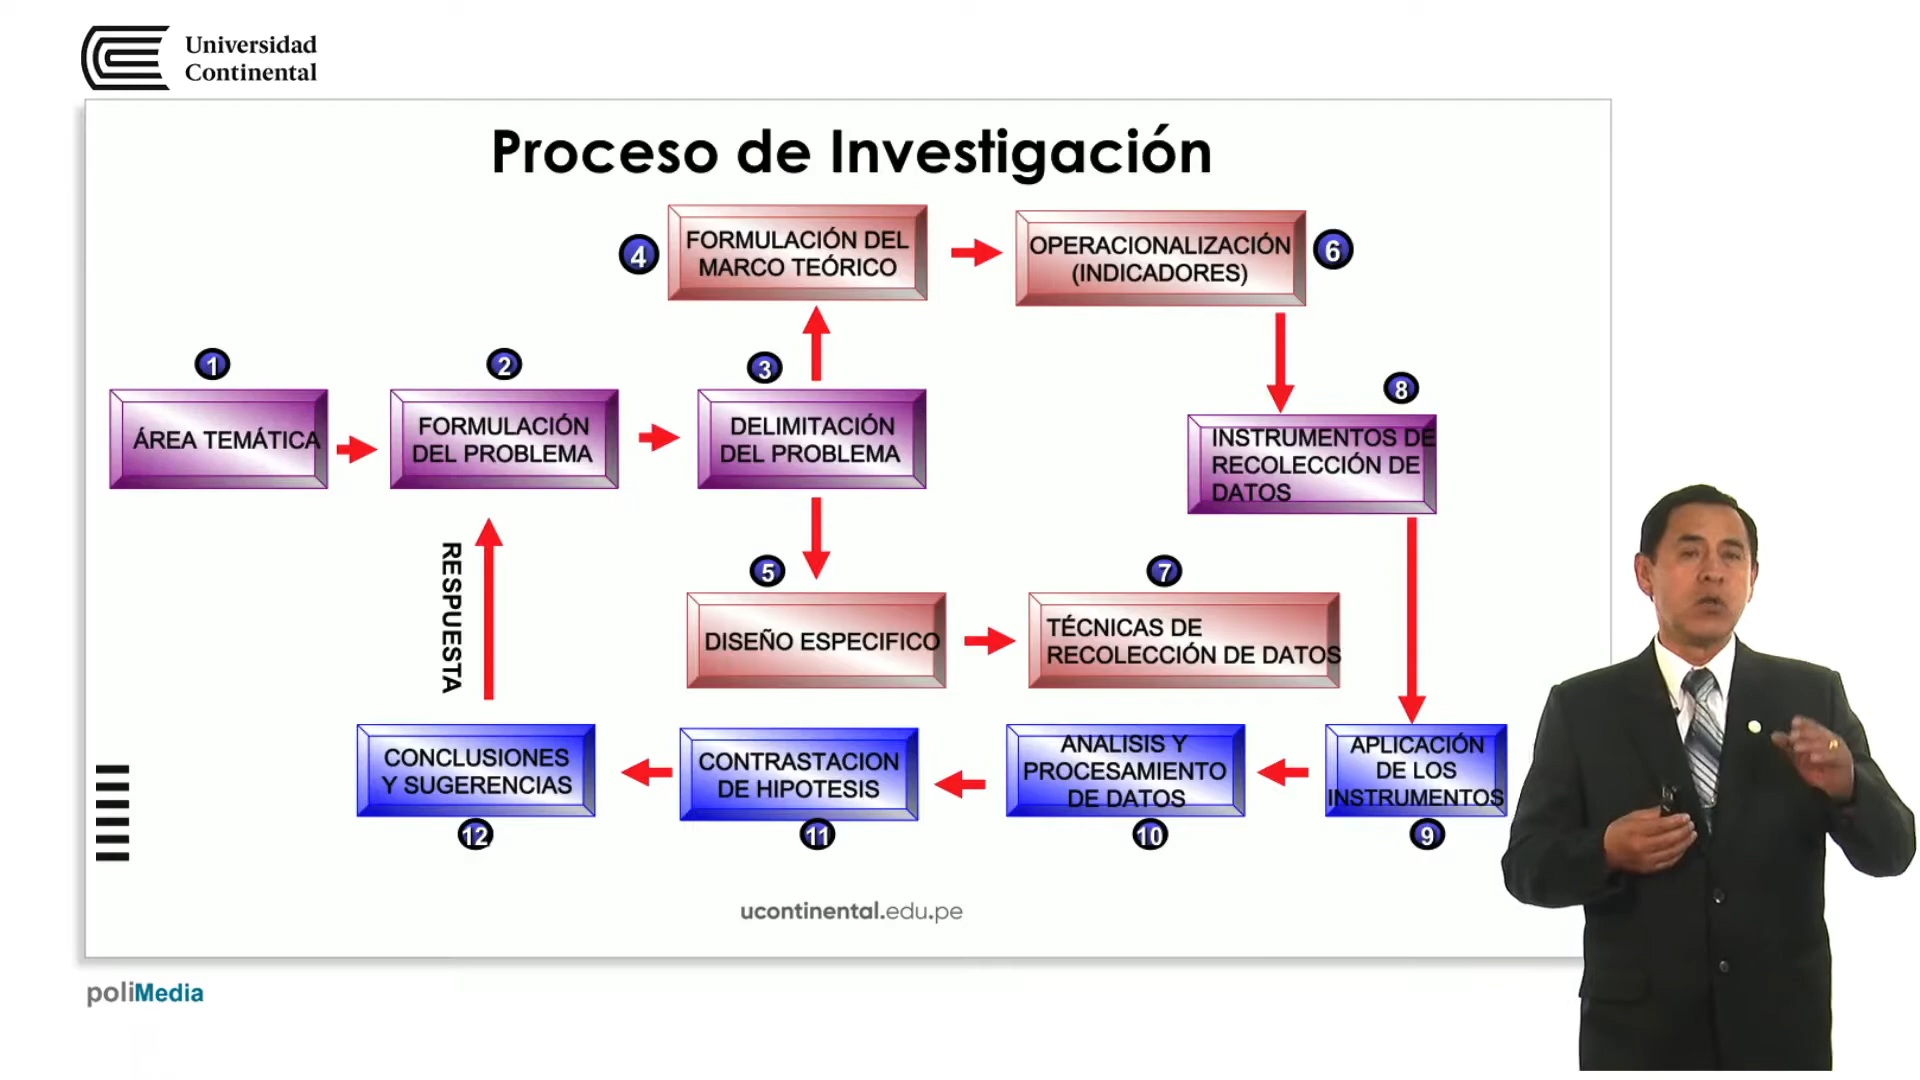 Universidad
Continental
Proceso de Investigación
4
FORMULACIÓN DEL
MARCO TEÓRICO
OPERACIONALIZACIÓN
(INDICADORES)
6
1
ÁREA TEMÁTICA
2
FORMULACIÓN
DEL PROBLEMA
3
DELIMITACIÓN
DEL PROBLEMA
8
INSTRUMENTOS DE
RECOLECCIÓN DE
DATOS
RESPUESTA
5
DISEÑO ESPECIFICO
7
TÉCNICAS DE
RECOLECCIÓN DE DATOS
CONCLUSIONES
Y SUGERENCIAS
12
CONTRASTACION
DE HIPOTESIS
11
ANALISIS Y
PROCESAMIENTO
DE DATOS
10
APLICACIÓN
DE LOS
INSTRUMENTOS
9
ucontinental.edu.pe
poliMedia